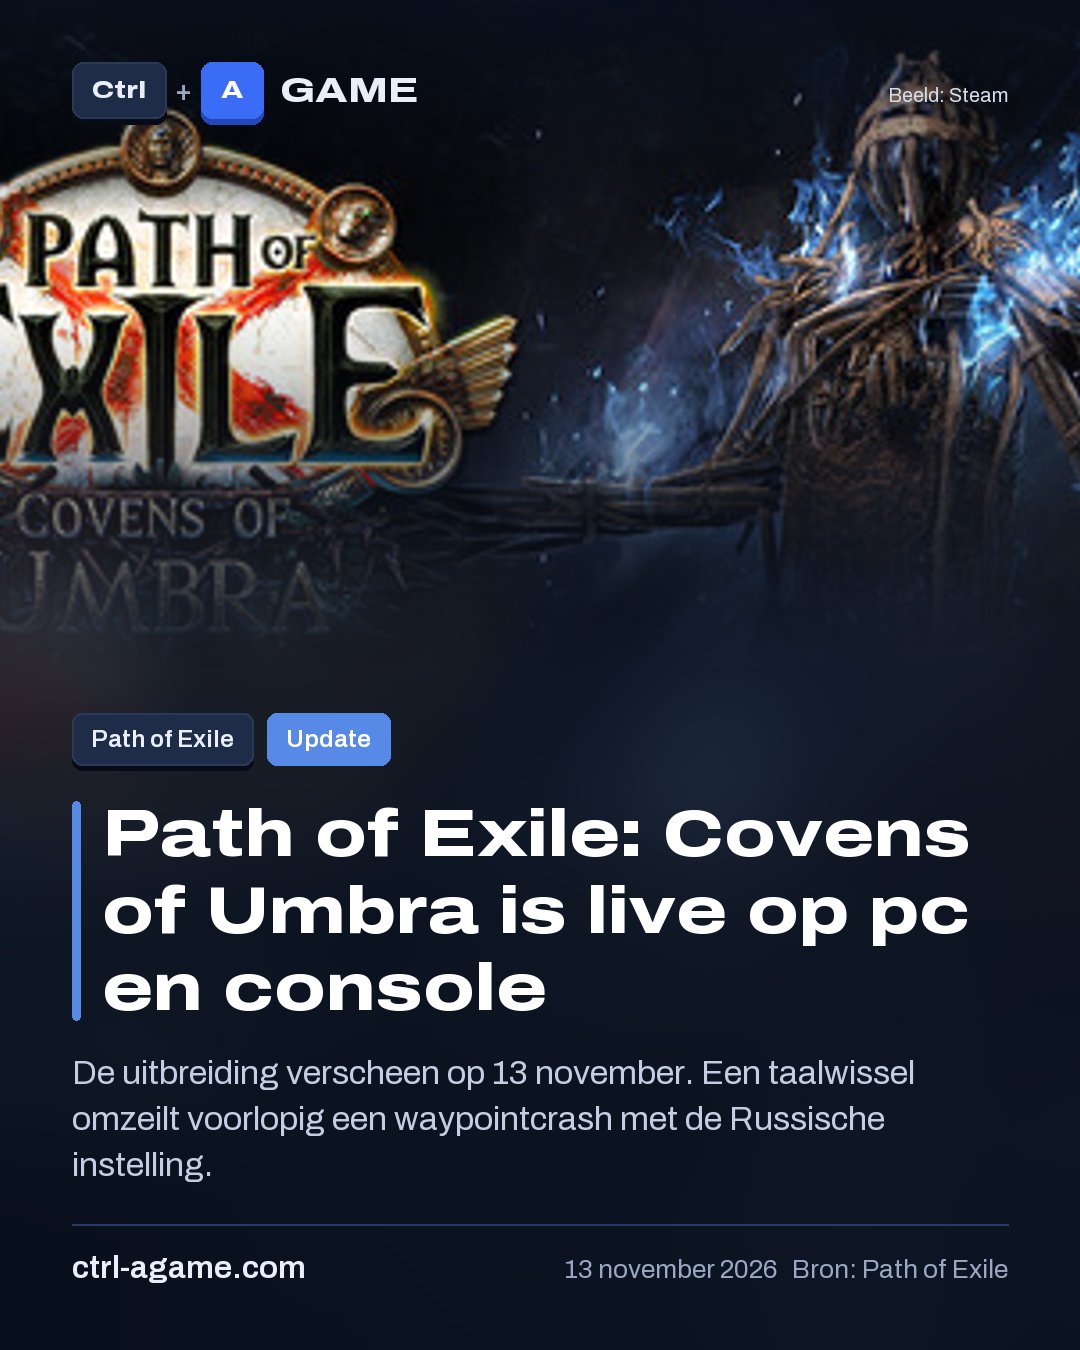 Ctrl + A GAME
Beeld: Steam
PATH OF
EXILE
COVENS OF
UMBRA
Path of Exile Update
Path of Exile: Covens
of Umbra is live op pc
en console
De uitbreiding verscheen op 13 november. Een taalwissel
omzeilt voorlopig een waypointcrash met de Russische
instelling.
ctrl-agame.com
13 november 2026 Bron: Path of Exile